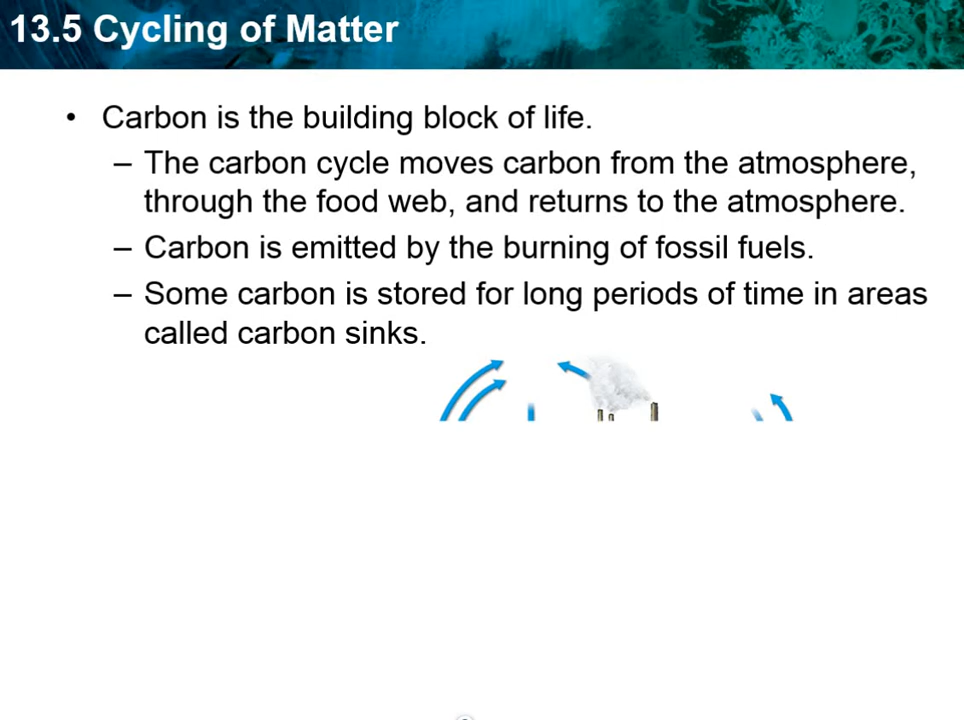 13.5 Cycling of Matter
• Carbon is the building block of life.
– The carbon cycle moves carbon from the atmosphere,
through the food web, and returns to the atmosphere.
– Carbon is emitted by the burning of fossil fuels.
– Some carbon is stored for long periods of time in areas
called carbon sinks.